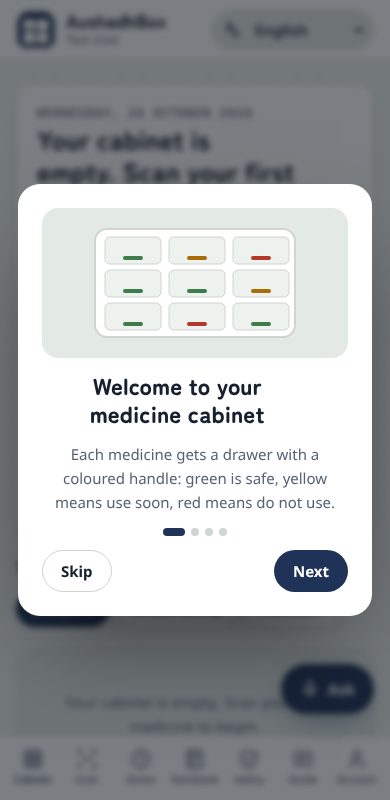 AushadhBox
English
WEDNESDAY, 28 OCTOBER 2026
Your cabinet is
empty. Scan your first
Welcome to your
medicine cabinet
Each medicine gets a drawer with a
coloured handle: green is safe, yellow
means use soon, red means do not use.
Skip
Next
Ask
Your cabinet is empty. Scan
medicine to begin.
Cabinet
Scan
Notebook
Safety
Guide
Account